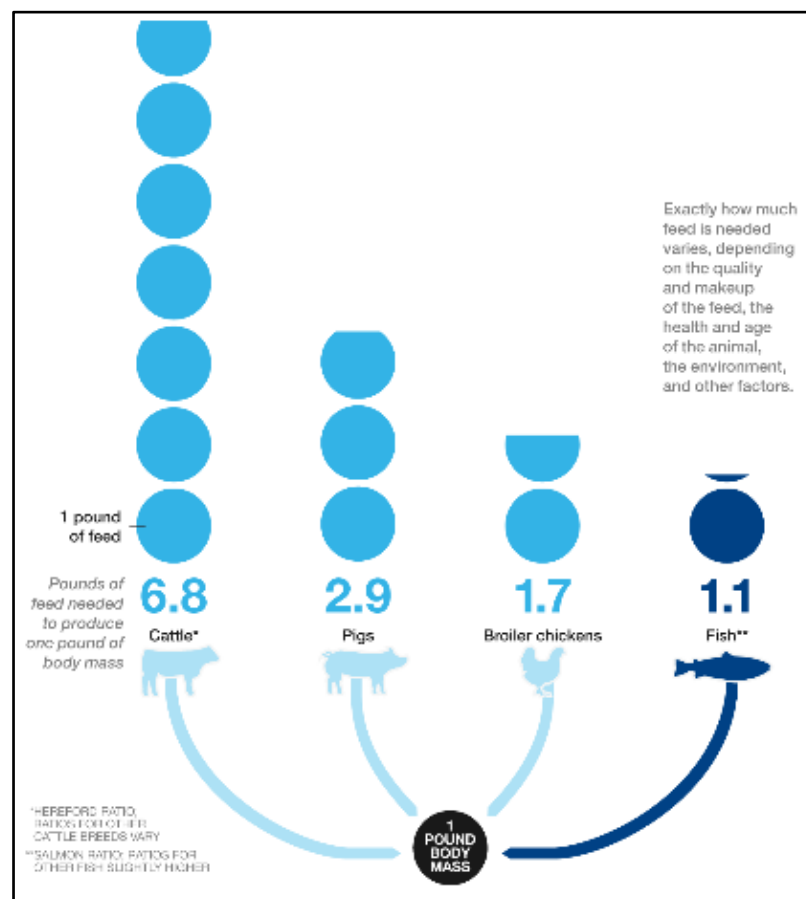 Exactly how much
feed is needed
varies, depending
on the quality
and makeup
of the feed, the
health and age
of the animal,
the environment,
and other factors.
1 pound
of feed
Pounds of
feed needed
to produce
one pound of
body mass
6.8
Cattle*
2.9
Pigs
1.7
Broiler chickens
1.1
Fish**
1
POUND
BODY
MASS
*HEREFORD RATIO,
RATIOS FOR OTHER
CATTLE BREEDS VARY
**SALMON RATIO; RATIOS FOR
OTHER FISH SLIGHTLY HIGHER